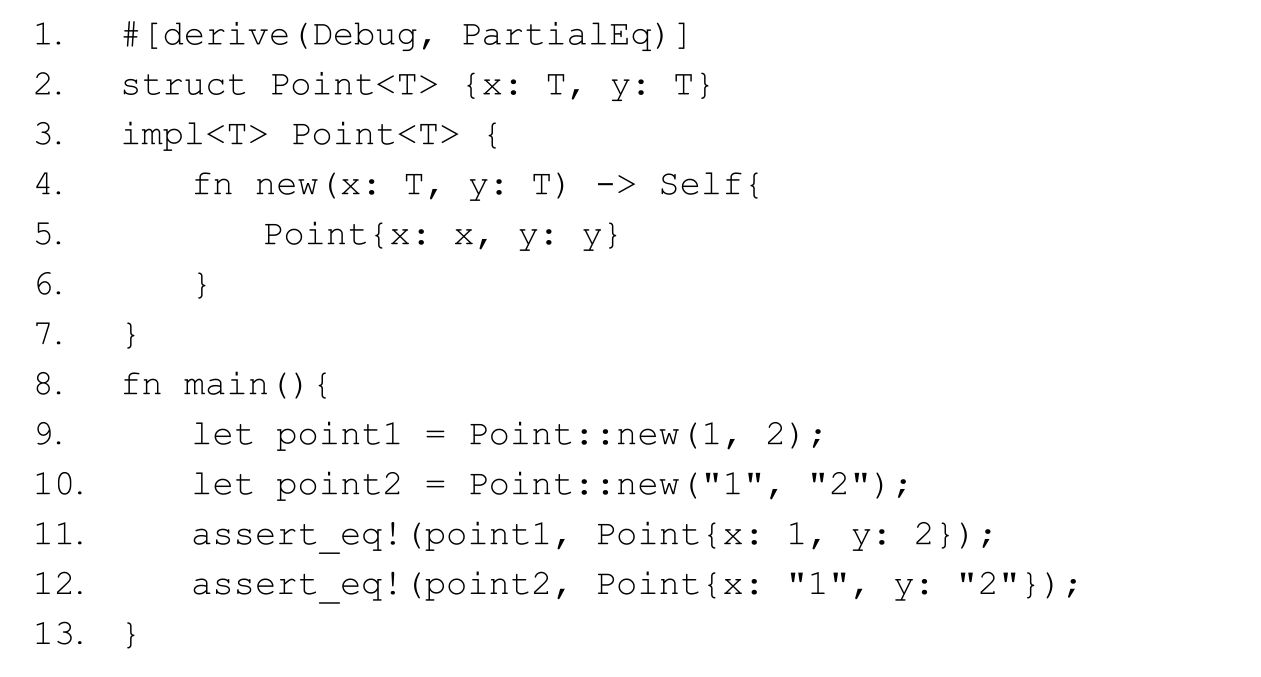 1. #[derive(Debug, PartialEq)]
2. struct Point<T> {x: T, y: T}
3. impl<T> Point<T> {
4. fn new(x: T, y: T) -> Self{
5. Point{x: x, y: y}
6. }
7. }
8. fn main(){
9. let point1 = Point::new(1, 2);
10. let point2 = Point::new("1", "2");
11. assert_eq!(point1, Point{x: 1, y: 2});
12. assert_eq!(point2, Point{x: "1", y: "2"});
13. }